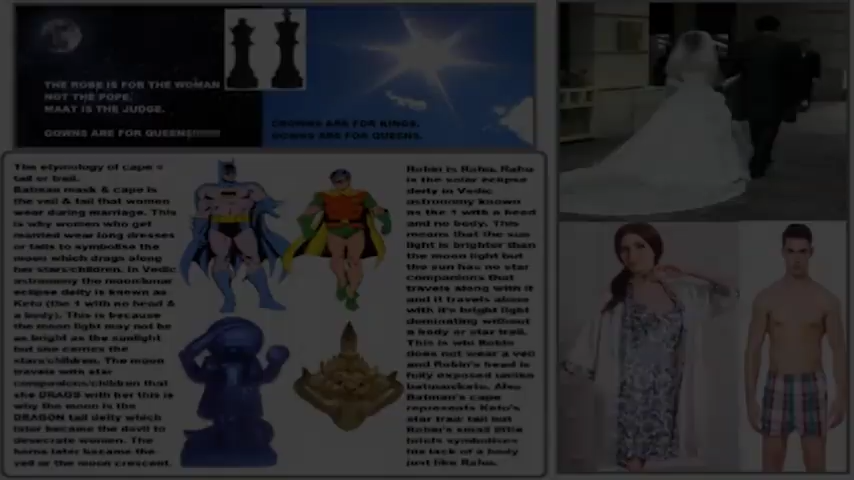 THE ROBE IS FOR THE WOMAN
NOT THE POPE.
MAAT IS THE JUDGE.
GOWNS ARE FOR QUEENS!!!!!!!!!
CROWNS ARE FOR KINGS.
GOWNS ARE FOR QUEENS.
The etymology of cape =
tail or trail.
Batman mask & cape is
the veil & tail that women
wear during marriage. This
is why women who get
married wear long dresses
or tails to symbolise the
moon which drags along
her stars/children. In Vedic
astronomy the moon/lunar
eclipse deity is known as
Ketu (the 1 with no head &
a body). This is because
the moon light may not be
as bright as the sunlight
but she carries the
stars/children. The moon
travels with star
companions/children that
she DRAGS with her this is
why the moon is the
DRAGON tail deity which
later became the devil to
desecrate women. The
horns later became the
veil or the moon crescent.
Robin is Rahu. Rahu
is the solar eclipse
deity in Vedic
astronomy known
as the 1 with a head
and no body. This
means that the sun
light is brighter than
the moon light but
the sun has no star
companions that
travels along with it
and it travels alone
with it's bright light
dominating without
a body or star trail.
This is why Robin
does not wear a veil
and Robin's head is
fully exposed unlike
batman/ketu. Also
Batman's cape
represents Ketu's
star trail/ tail but
Robin's small little
symbolises
his lack of a body
just like Rahu.